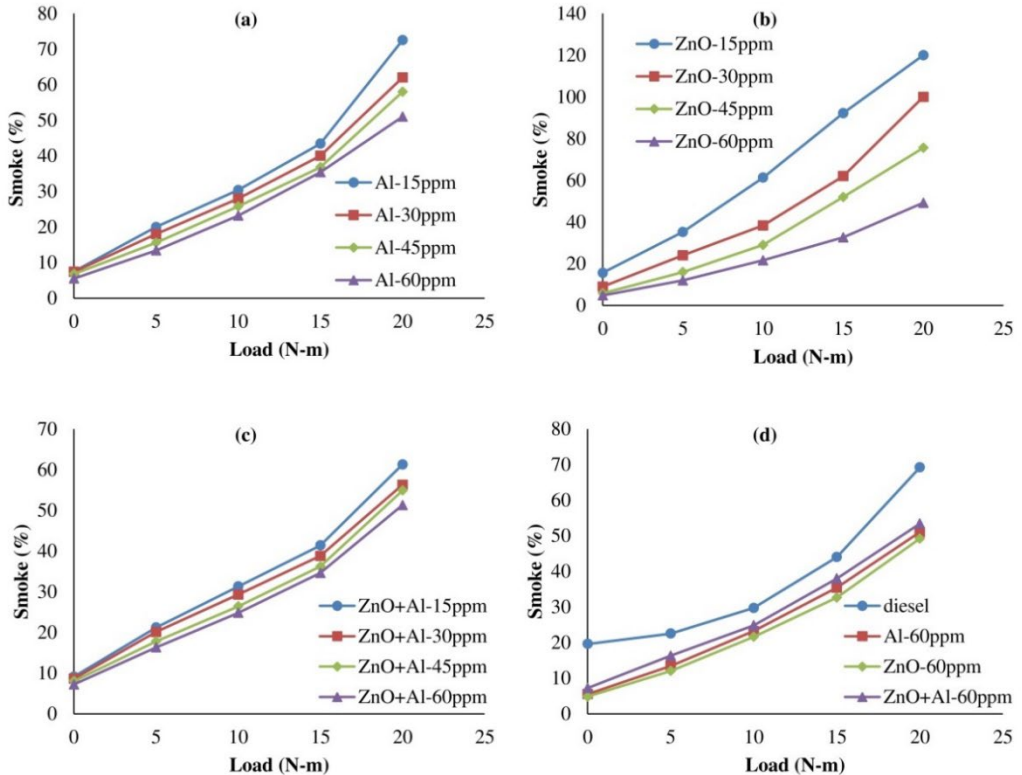 (a)
80
70
60
50
40
30
20
10
0
Smoke (%)
Al-15ppm
Al-30ppm
Al-45ppm
Al-60ppm
0 5 10 15 20 25
Load (N-m)
(b)
140
120
100
80
60
40
20
0
Smoke (%)
ZnO-15ppm
ZnO-30ppm
ZnO-45ppm
ZnO-60ppm
0 5 10 15 20 25
Load (N-m)
(c)
70
60
50
40
30
20
10
0
Smoke (%)
ZnO+Al-15ppm
ZnO+Al-30ppm
ZnO+Al-45ppm
ZnO+Al-60ppm
0 5 10 15 20 25
Load (N-m)
(d)
80
70
60
50
40
30
20
10
0
Smoke (%)
diesel
Al-60ppm
ZnO-60ppm
ZnO+Al-60ppm
0 5 10 15 20 25
Load (N-m)